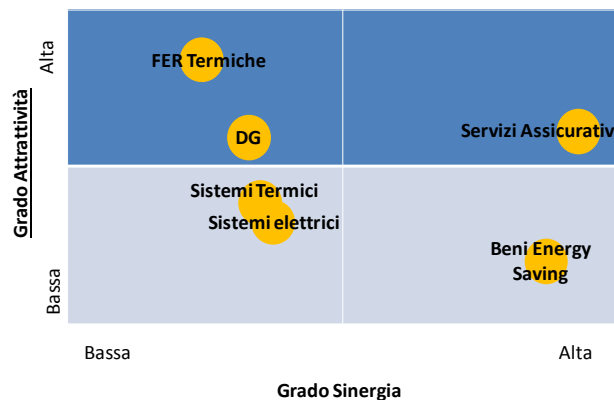 Alta
Grado Attrattività
Bassa
FER Termiche
DG
Servizi Assicurativ
Sistemi Termici
Sistemi elettrici
Beni Energy
Saving
Bassa
Alta
Grado Sinergia